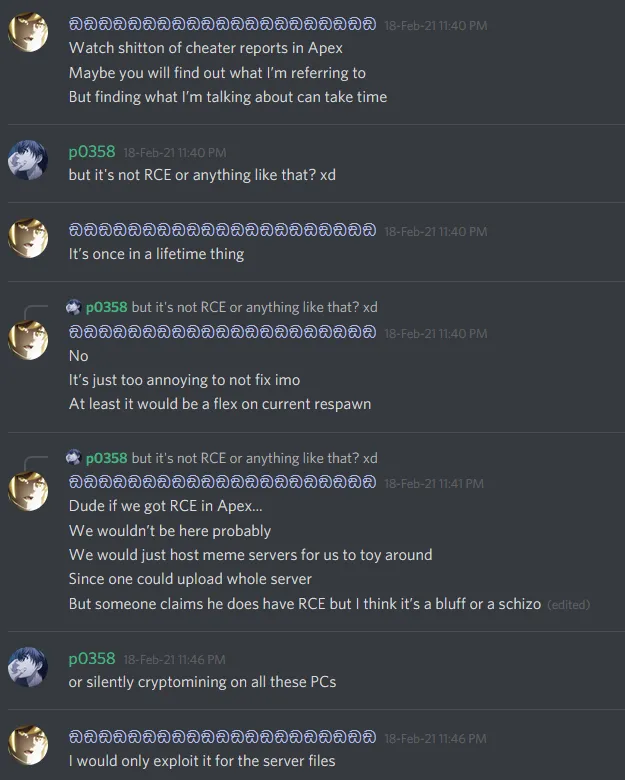 ඞඞඞඞඞඞඞඞඞඞඞඞඞඞඞඞඞඞඞඞඞ 18-Feb-21 11:40 PM
Watch shitton of cheater reports in Apex
Maybe you will find out what I'm referring to
But finding what I'm talking about can take time
p0358 18-Feb-21 11:40 PM
but it's not RCE or anything like that? xd
ඞඞඞඞඞඞඞඞඞඞඞඞඞඞඞඞඞඞඞඞඞ 18-Feb-21 11:40 PM
It's once in a lifetime thing
p0358 but it's not RCE or anything like that? xd
ඞඞඞඞඞඞඞඞඞඞඞඞඞඞඞඞඞඞඞඞඞ 18-Feb-21 11:40 PM
No
It's just too annoying to not fix imo
At least it would be a flex on current respawn
p0358 but it's not RCE or anything like that? xd
ඞඞඞඞඞඞඞඞඞඞඞඞඞඞඞඞඞඞඞඞඞ 18-Feb-21 11:41 PM
Dude if we got RCE in Apex...
We wouldn't be here probably
We would just host meme servers for us to toy around
Since one could upload whole server
But someone claims he does have RCE but I think it's a bluff or a schizo (edited)
p0358 18-Feb-21 11:46 PM
or silently cryptomining on all these PCs
ඞඞඞඞඞඞඞඞඞඞඞඞඞඞඞඞඞඞඞඞඞ 18-Feb-21 11:46 PM
I would only exploit it for the server files